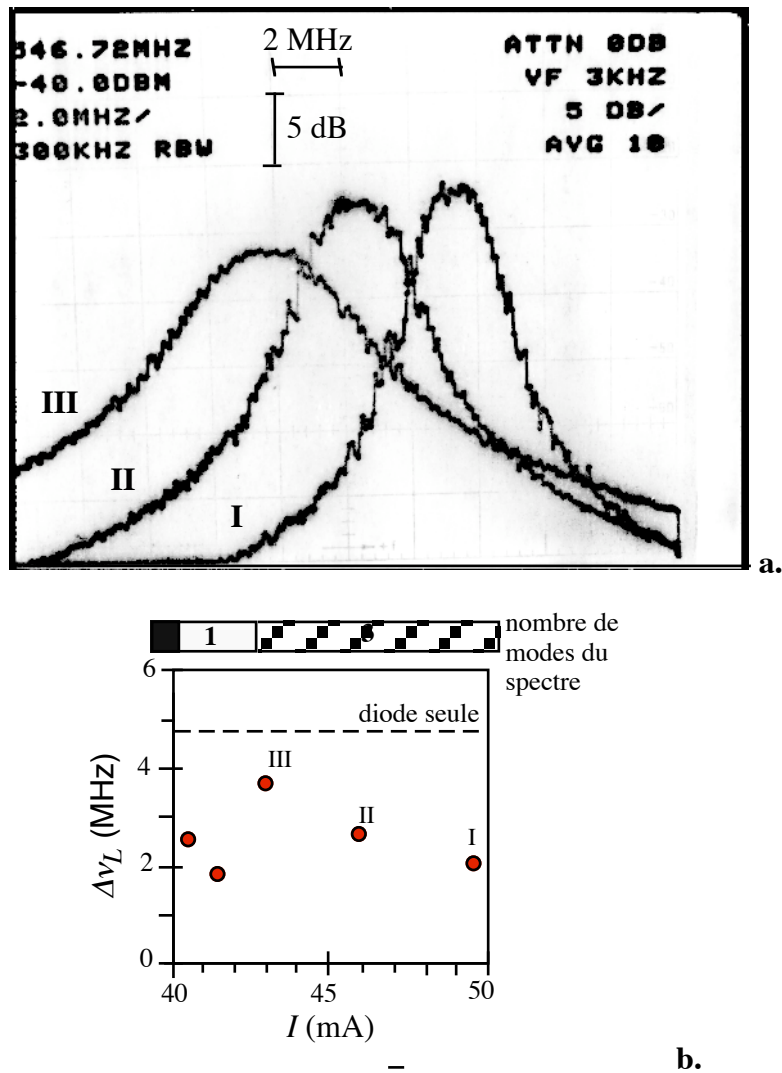 546.72MHZ
-40.0DBM
2.0MHZ/
300KHZ RBW
2 MHz
5 dB
ATTN 0DB
VF 3KHZ
5 DB/
AVG 10
III
II
I
a.
1
nombre de
modes du
spectre
6
4
2
0
diode seule
III
II
I
Δν_L (MHz)
40
45
50
I (mA)
b.